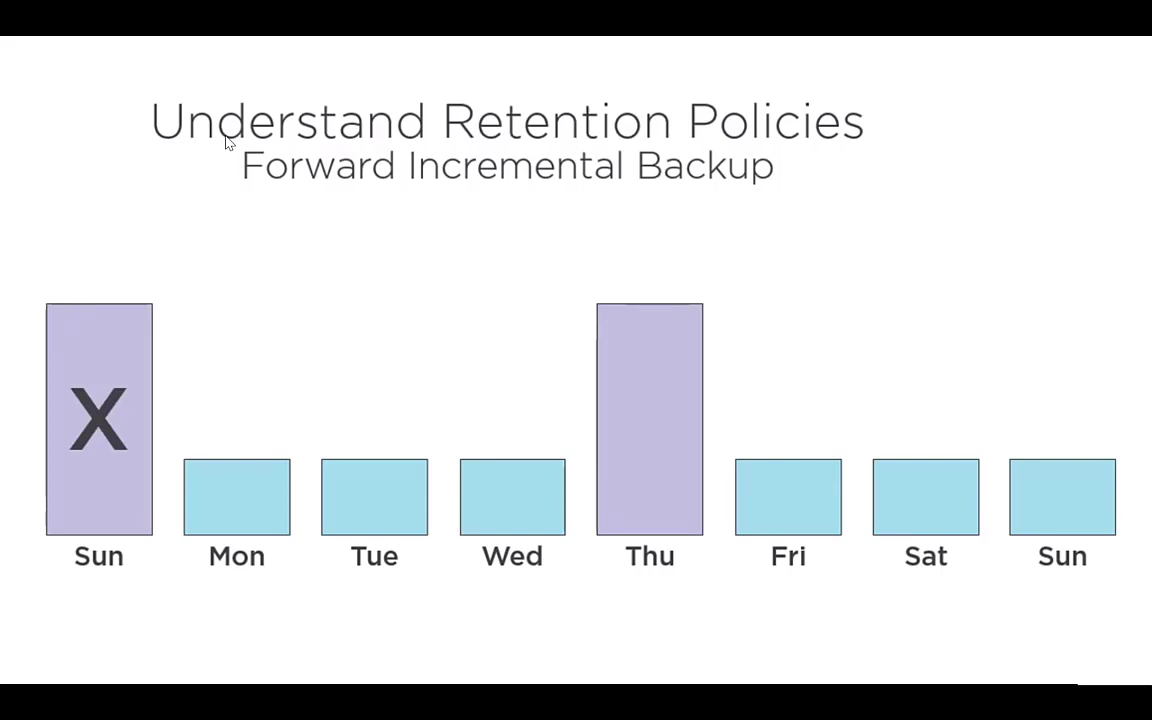 Understand Retention Policies
Forward Incremental Backup
X
Sun Mon Tue Wed Thu Fri Sat Sun